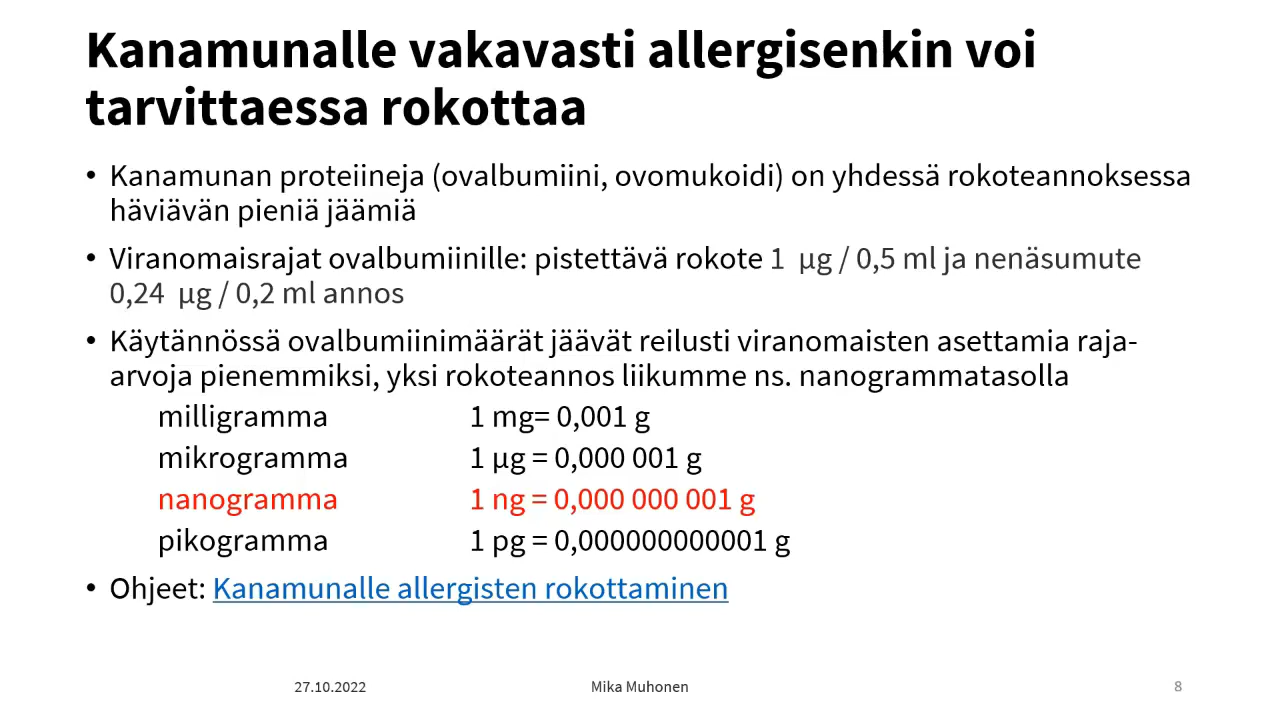 Kanamunalle vakavasti allergisenkin voi
tarvittaessa rokottaa
• Kanamunan proteiineja (ovalbumiini, ovomukoidi) on yhdessä rokoteannoksessa
häviävän pieniä jäämiä
• Viranomaisrajat ovalbumiinille: pistettävä rokote 1 µg / 0,5 ml ja nenäsumute
0,24 µg / 0,2 ml annos
• Käytännössä ovalbumiinimäärät jäävät reilusti viranomaisten asettamia raja-
arvoja pienemmiksi, yksi rokoteannos liikumme ns. nanogrammatasolla
milligramma 1 mg= 0,001 g
mikrogramma 1 µg = 0,000 001 g
nanogramma 1 ng = 0,000 000 001 g
pikogramma 1 pg = 0,000000000001 g
• Ohjeet: Kanamunalle allergisten rokottaminen
27.10.2022 Mika Muhonen 8